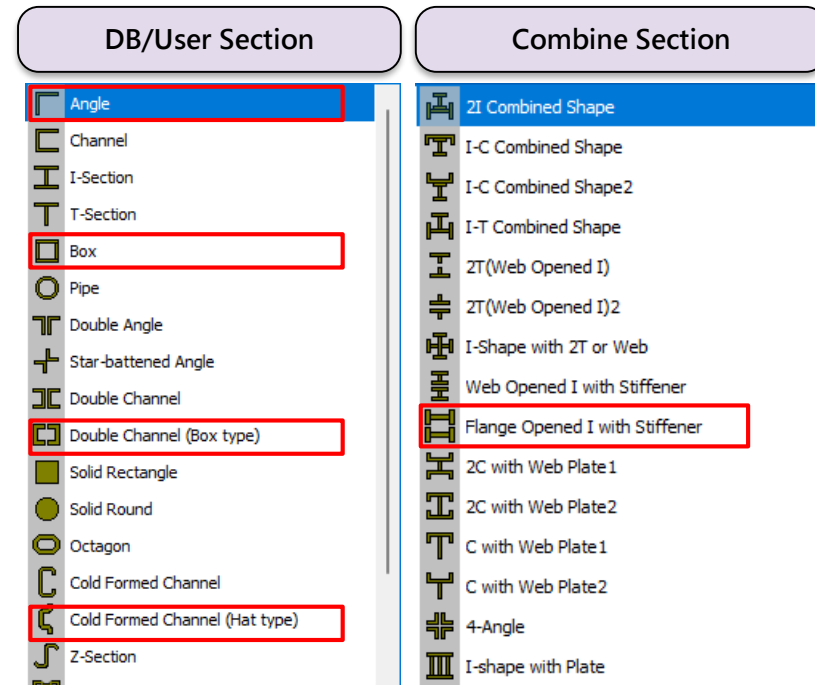 DB/User Section
Angle
Channel
I-Section
T-Section
Box
Pipe
Double Angle
Star-battened Angle
Double Channel
Double Channel (Box type)
Solid Rectangle
Solid Round
Octagon
Cold Formed Channel
Cold Formed Channel (Hat type)
Z-Section
Combine Section
2I Combined Shape
I-C Combined Shape
I-C Combined Shape2
I-T Combined Shape
2T(Web Opened I)
2T(Web Opened I)2
I-Shape with 2T or Web
Web Opened I with Stiffener
Flange Opened I with Stiffener
2C with Web Plate1
2C with Web Plate2
C with Web Plate1
C with Web Plate2
4-Angle
I-shape with Plate